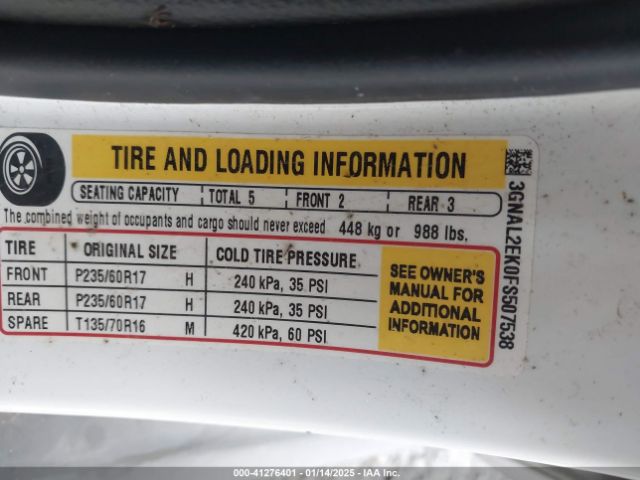 TIRE AND LOADING INFORMATION
SEATING CAPACITY TOTAL 5 FRONT 2 REAR 3
The combined weight of occupants and cargo should never exceed 448 kg or 988 lbs.
TIRE ORIGINAL SIZE COLD TIRE PRESSURE
FRONT P235/60R17 H 240 kPa, 35 PSI
REAR P235/60R17 H 240 kPa, 35 PSI
SPARE T135/70R16 M 420 kPa, 60 PSI
SEE OWNER'S
MANUAL FOR
ADDITIONAL
INFORMATION
3GNAL2EK0FS507538
000-41276401 - 01/14/2025 - IAA Inc.